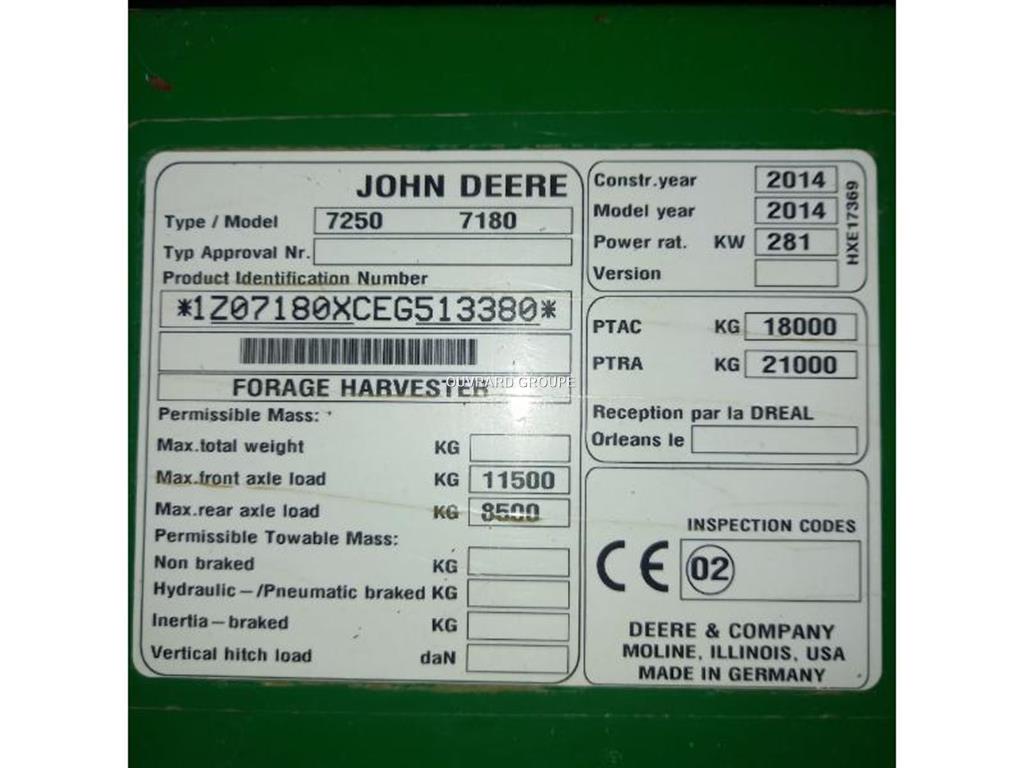 JOHN DEERE
Type / Model 7250 7180
Typ Approval Nr.
Product Identification Number
*1Z07180XCEG513380*
FORAGE HARVESTER
OUVRARD GROUPE
Permissible Mass:
Max.total weight KG
Max.front axle load KG 11500
Max.rear axle load KG 8500
Permissible Towable Mass:
Non braked KG
Hydraulic-/Pneumatic braked KG
Inertia-braked KG
Vertical hitch load daN
Constr.year 2014
Model year 2014
Power rat. KW 281
Version
HXE17369
PTAC KG 18000
PTRA KG 21000
Reception par la DREAL
Orleans le
INSPECTION CODES
CE 02
DEERE & COMPANY
MOLINE, ILLINOIS, USA
MADE IN GERMANY